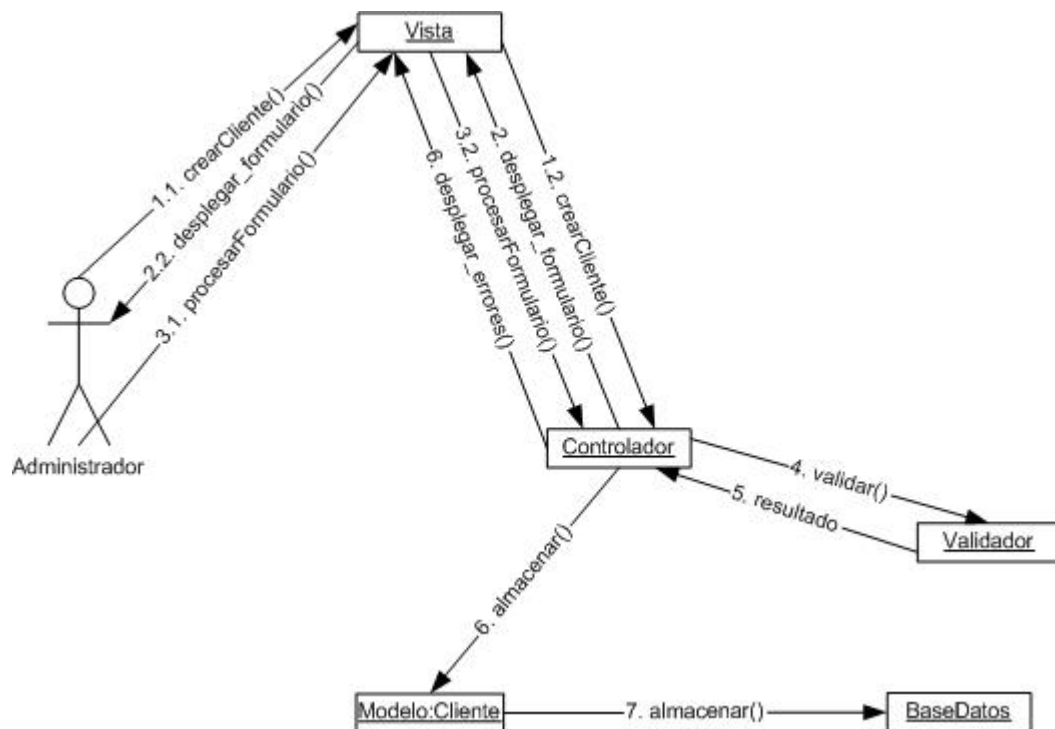 Vista
1.1. crearCliente()
2.2. desplegar_formulario()
3.1. procesarFormulario()
6. desplegar_errores()
3.2. procesarFormulario()
2. desplegar_formulario()
1.2. crearCliente()
Administrador
Controlador
4. validar()
5. resultado
Validador
6. almacenar()
Modelo:Cliente
7. almacenar()
BaseDatos